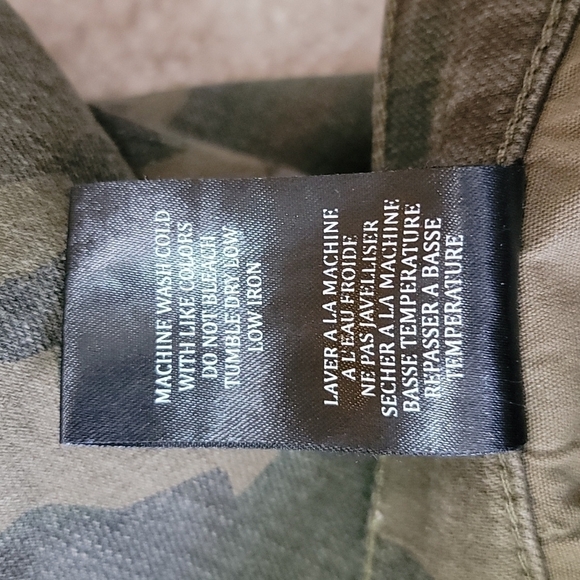 MACHINE WASH COLD
WITH LIKE COLORS
DO NOT BLEACH
TUMBLE DRY LOW
LOW IRON
LAVER A LA MACHINE
A L'EAU FROIDE
NE PAS JAVELLISER
SECHER A LA MACHINE
BASSE TEMPERATURE
REPASSER A BASSE
TEMPERATURE